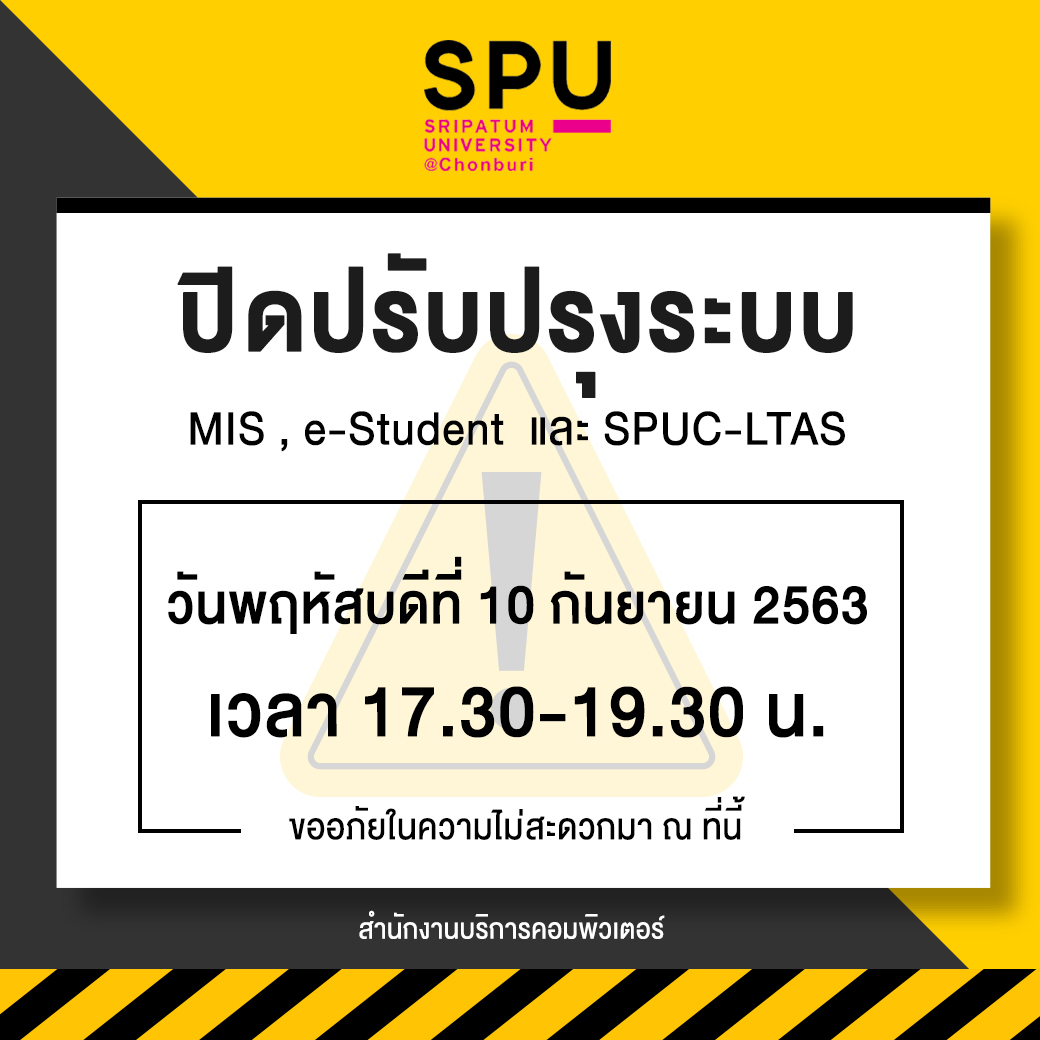 SPU
SRIPATUM
UNIVERSITY
@Chonburi
ปิดปรับปรุงระบบ
MIS , e-Student และ SPUC-LTAS
วันพฤหัสบดีที่ 10 กันยายน 2563
เวลา 17.30-19.30 น.
ขออภัยในความไม่สะดวกมา ณ ที่นี้
สำนักงานบริการคอมพิวเตอร์